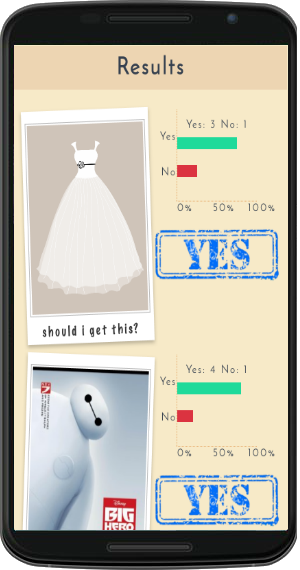 Results
Yes: 3 No: 1
Yes
No
0% 50% 100%
YES
should i get this?
Yes: 4 No: 1
Yes
No
0% 50% 100%
YES
Disney
BIG
HERO